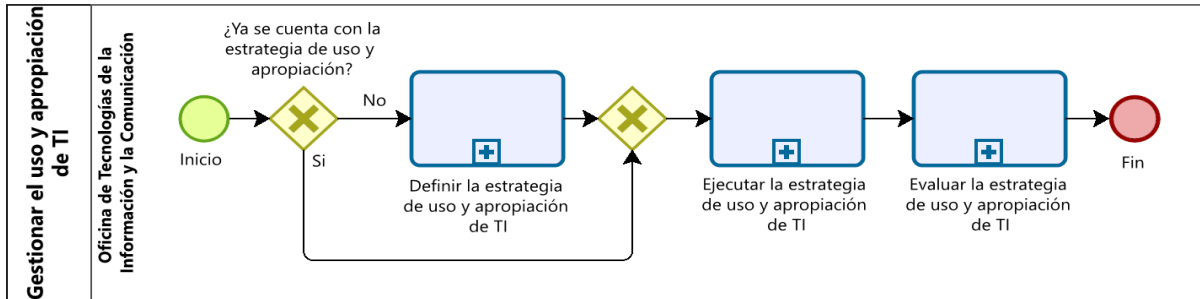 Gestionar el uso y apropiación
de TI
Oficina de Tecnologías de la
Información y la Comunicación
Inicio
¿Ya se cuenta con la
estrategia de uso y
apropiación?
No
Si
Definir la estrategia
de uso y apropiación
de TI
Ejecutar la estrategia
de uso y apropiación
de TI
Evaluar la estrategia
de uso y apropiación
de TI
Fin